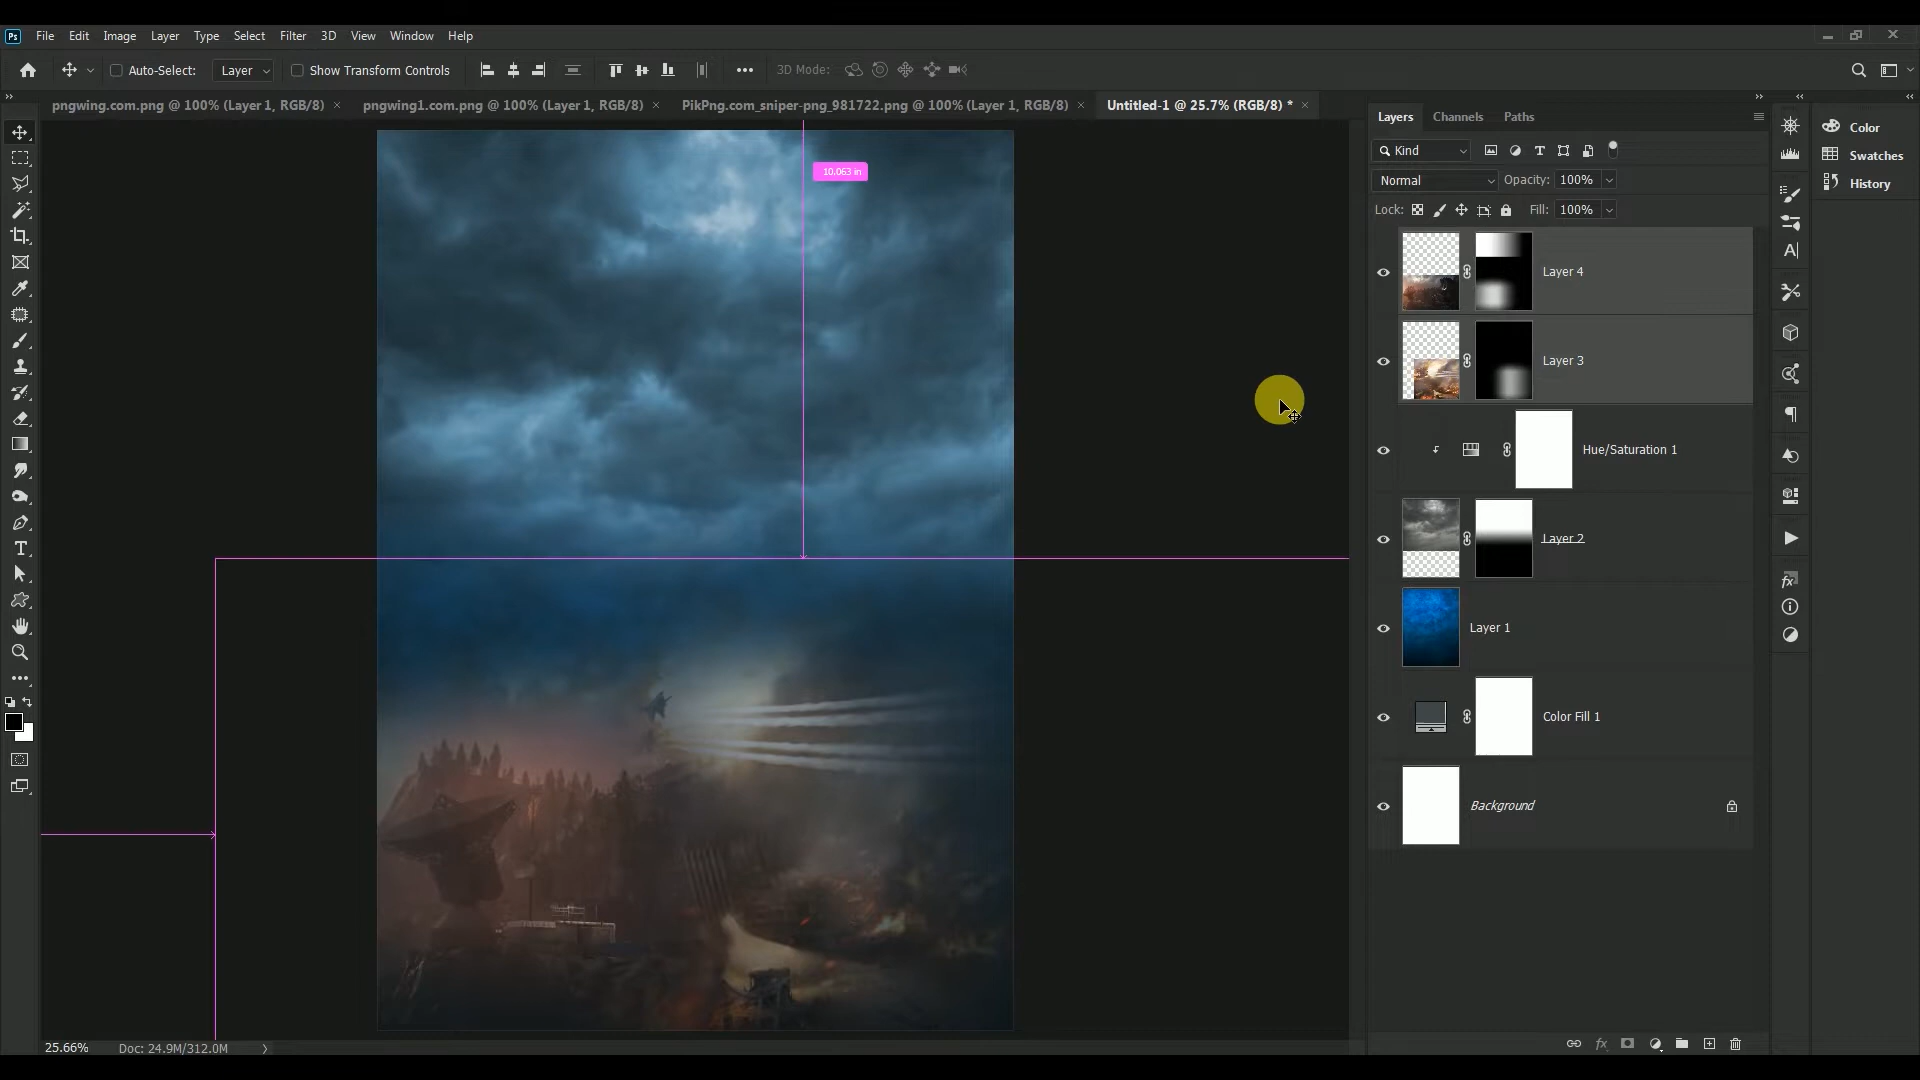 Ps File Edit Image Layer Type Select Filter 3D View Window Help
Auto-Select: Layer Show Transform Controls 3D Mode:
pngwing.com.png @ 100% (Layer 1, RGB/8) pngwing1.com.png @ 100% (Layer 1, RGB/8) PikPng.com_sniper-png_981722.png @ 100% (Layer 1, RGB/8) Untitled-1 @ 25.7% (RGB/8) *
10.063 in
Layers Channels Paths
Kind
Normal Opacity: 100%
Lock: Fill: 100%
Layer 4
Layer 3
Hue/Saturation 1
Layer 2
Layer 1
Color Fill 1
Background
Color
Swatches
History
25.66% Doc: 24.9M/312.0M